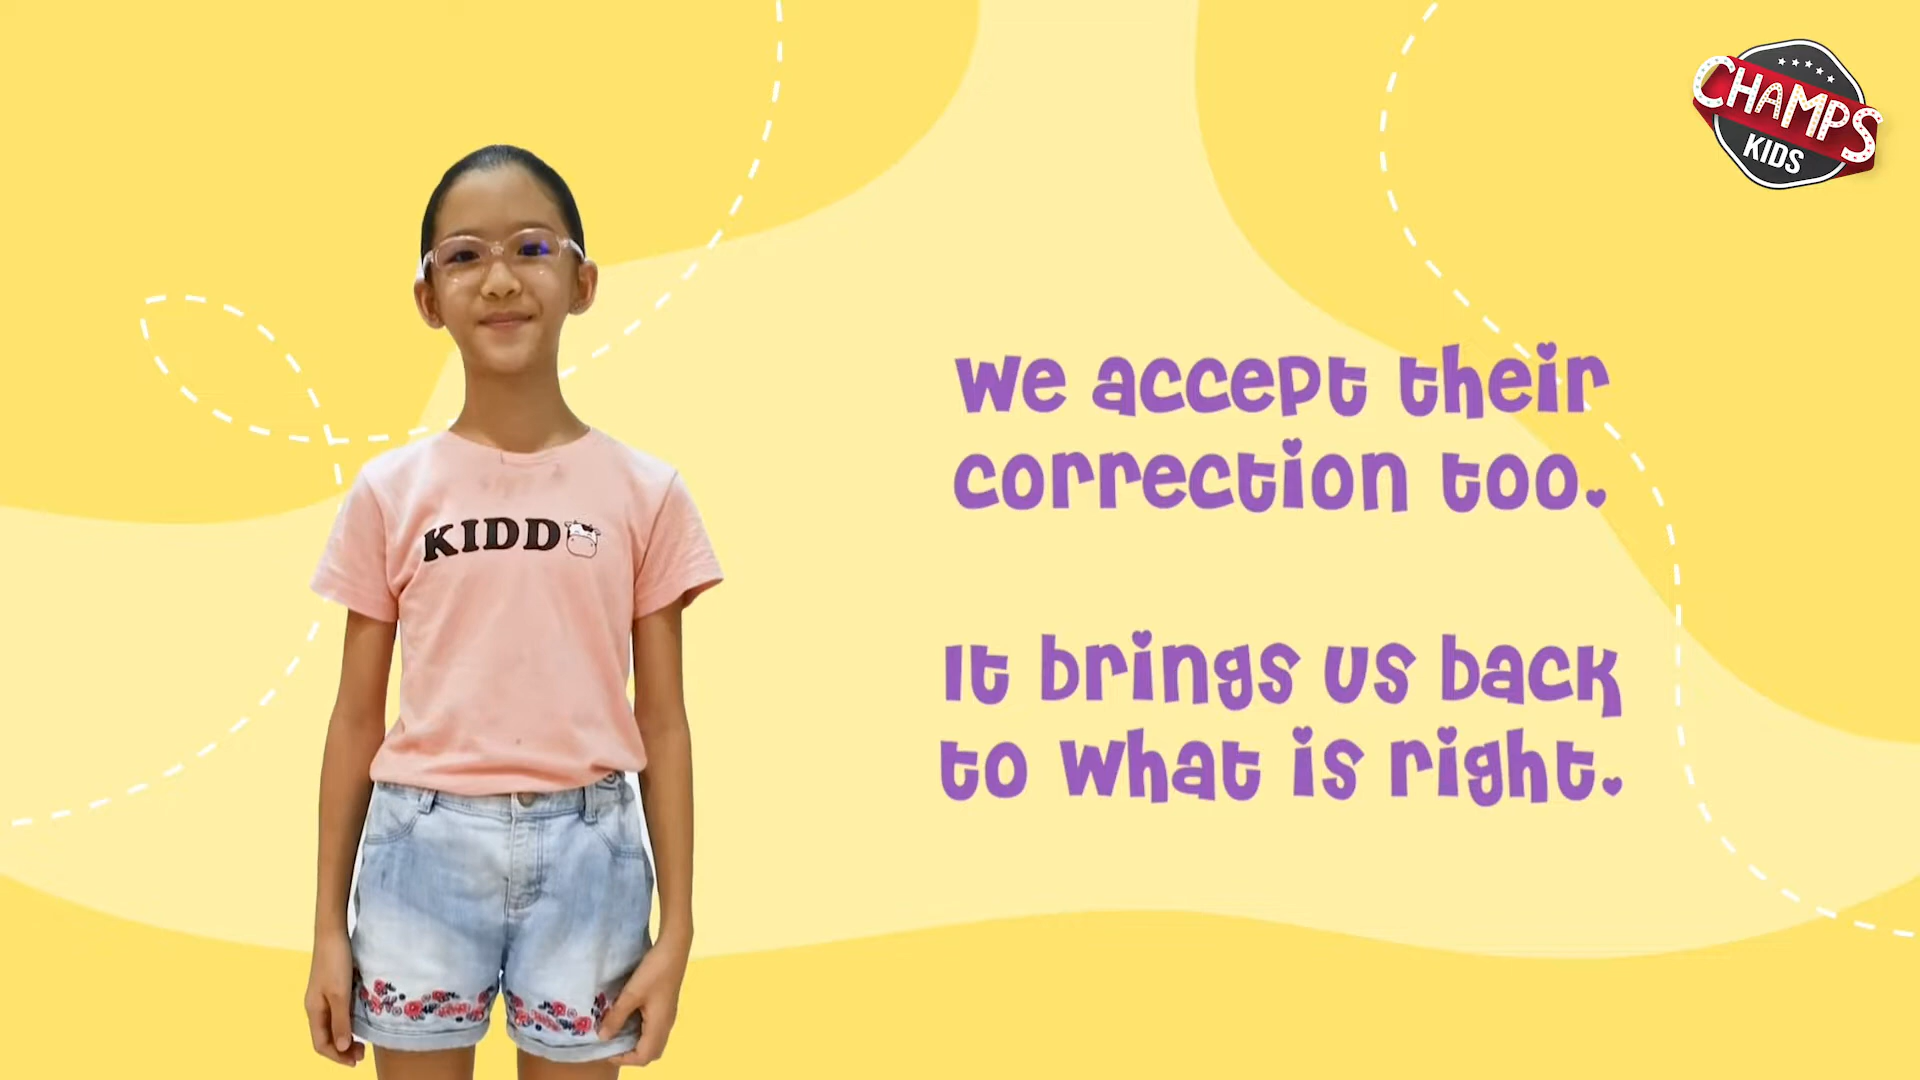 CHAMPS
KIDS
We accept their
correction too.
It brings us back
to what is right.
KIDD